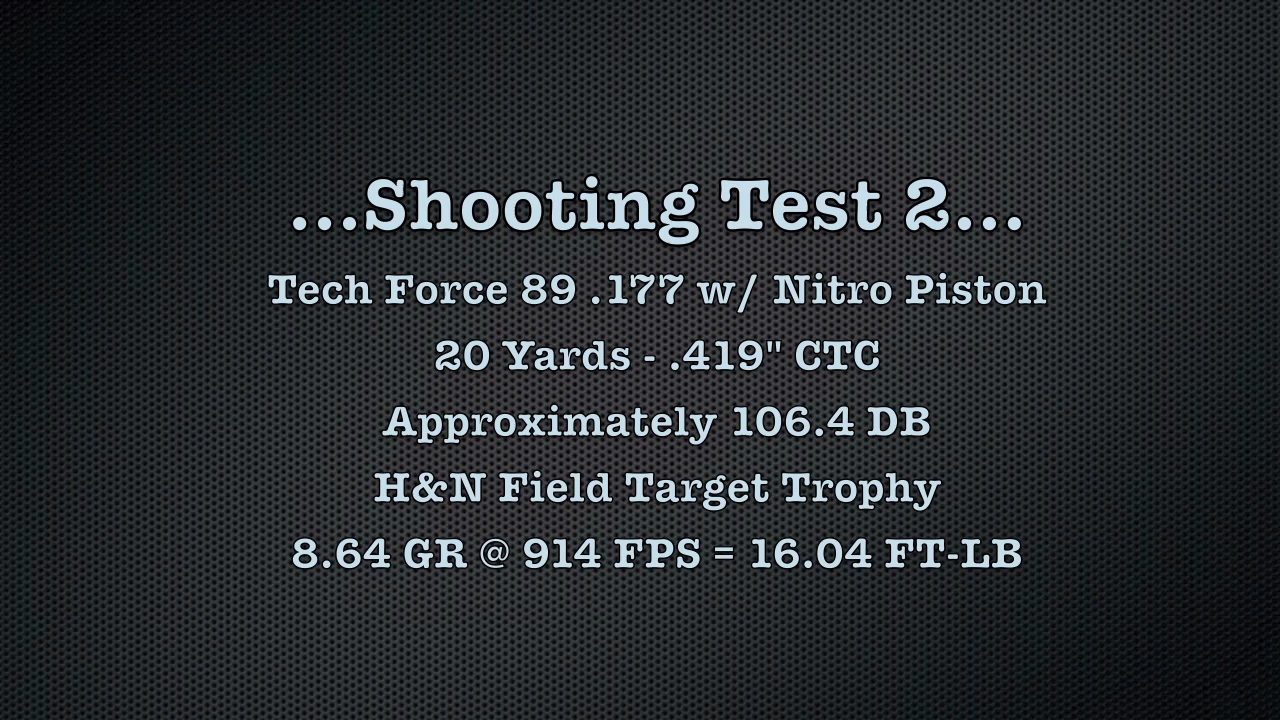 ...Shooting Test 2...
Tech Force 89 .177 w/ Nitro Piston
20 Yards - .419" CTC
Approximately 106.4 DB
H&N Field Target Trophy
8.64 GR @ 914 FPS = 16.04 FT-LB